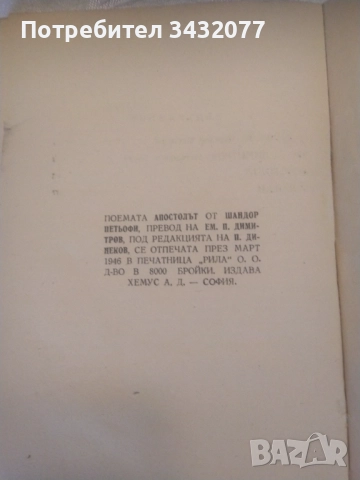 Потребител 3432077
ПОЕМАТА АПОСТОЛЪТ ОТ ШАНДОР
ПЕТЬОФИ, ПРЕВОД НА ЕМ. П. ДИМИ-
ТРОВ, ПОД РЕДАКЦИЯТА НА П. ДИ-
НЕКОВ, СЕ ОТПЕЧАТА ПРЕЗ МАРТ
1946 В ПЕЧАТНИЦА „РИЛА" О. О.
Д-ВО В 8000 БРОЙКИ. ИЗДАВА
ХЕМУС А. Д. — СОФИЯ.
BAZAR